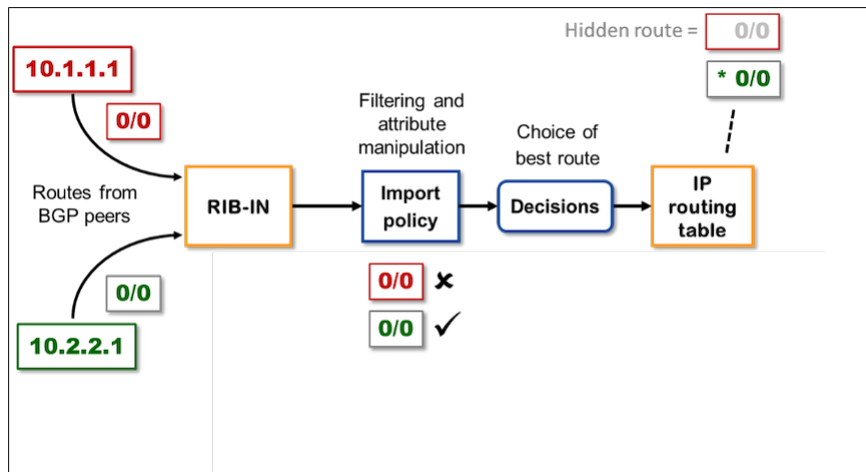 Hidden route = 0/0
* 0/0
10.1.1.1
0/0
Filtering and
attribute
manipulation
Choice of
best route
Routes from
BGP peers
RIB-IN
Import
policy
Decisions
IP
routing
table
0/0
10.2.2.1
0/0 ✘
0/0 ✓